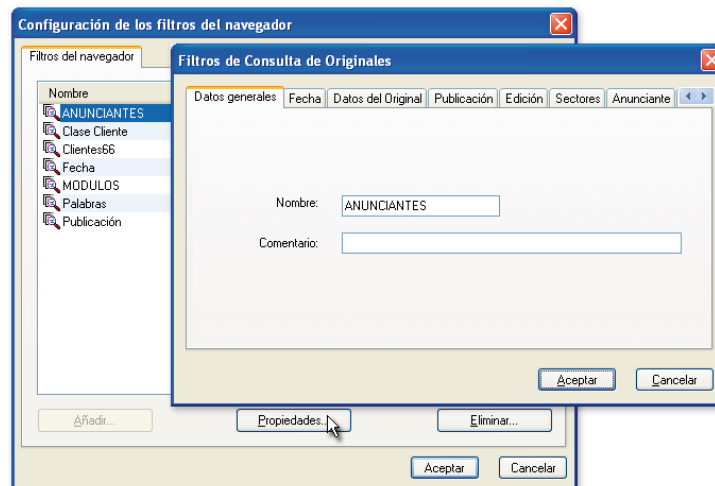 Configuración de los filtros del navegador
Filtros del navegador
Nombre
ANUNCIANTES
Clase Cliente
Clientes66
Fecha
MODULOS
Palabras
Publicación
Añadir...
Propiedades...
Eliminar...
Aceptar
Cancelar
Filtros de Consulta de Originales
Datos generales Fecha Datos del Original Publicación Edición Sectores Anunciante
Nombre: ANUNCIANTES
Comentario:
Aceptar Cancelar